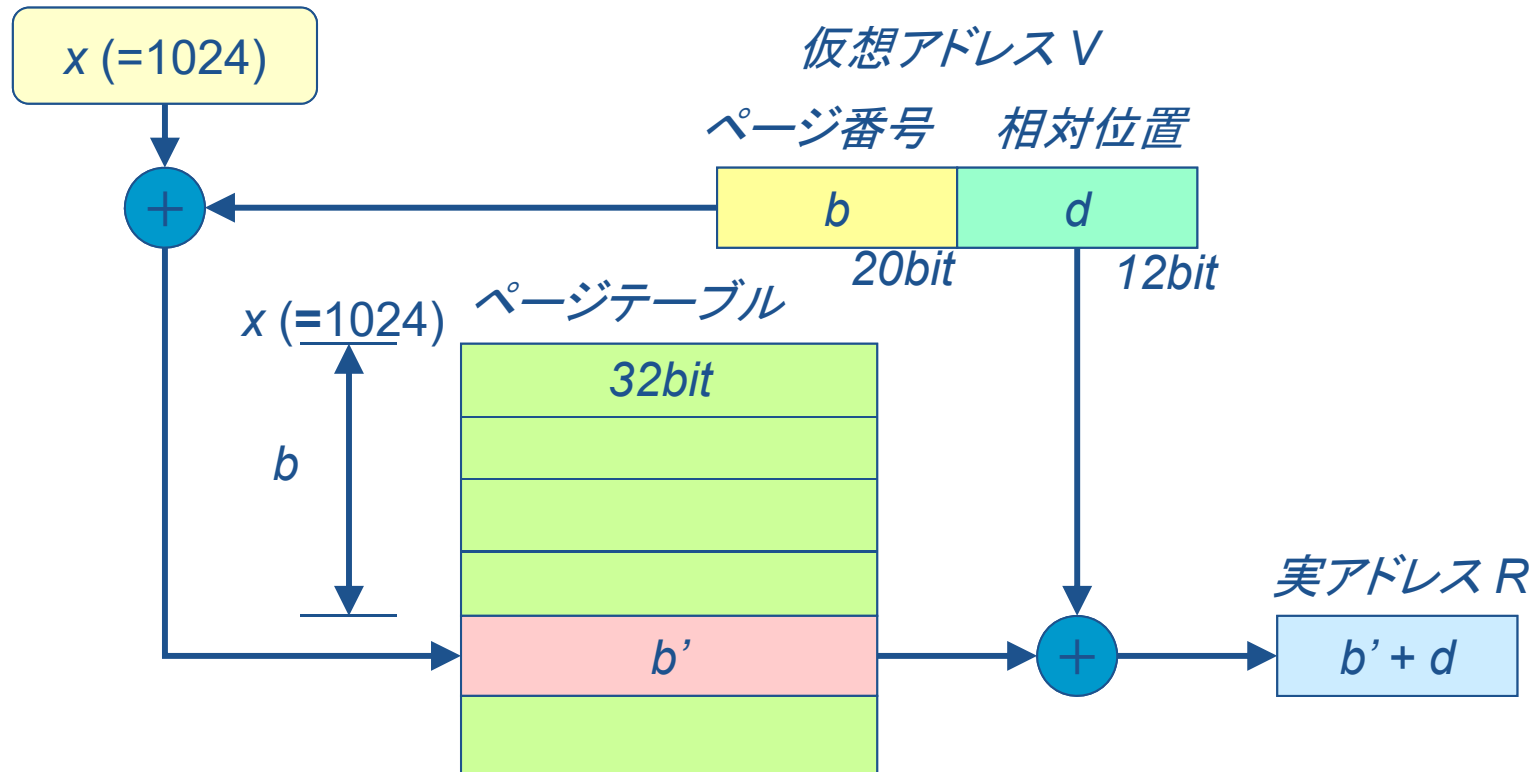 x (=1024)
仮想アドレス V
ページ番号 相対位置
+
b
d
20bit
12bit
x (=1024)
ページテーブル
32bit
b
実アドレス R
b’
+
b’ + d